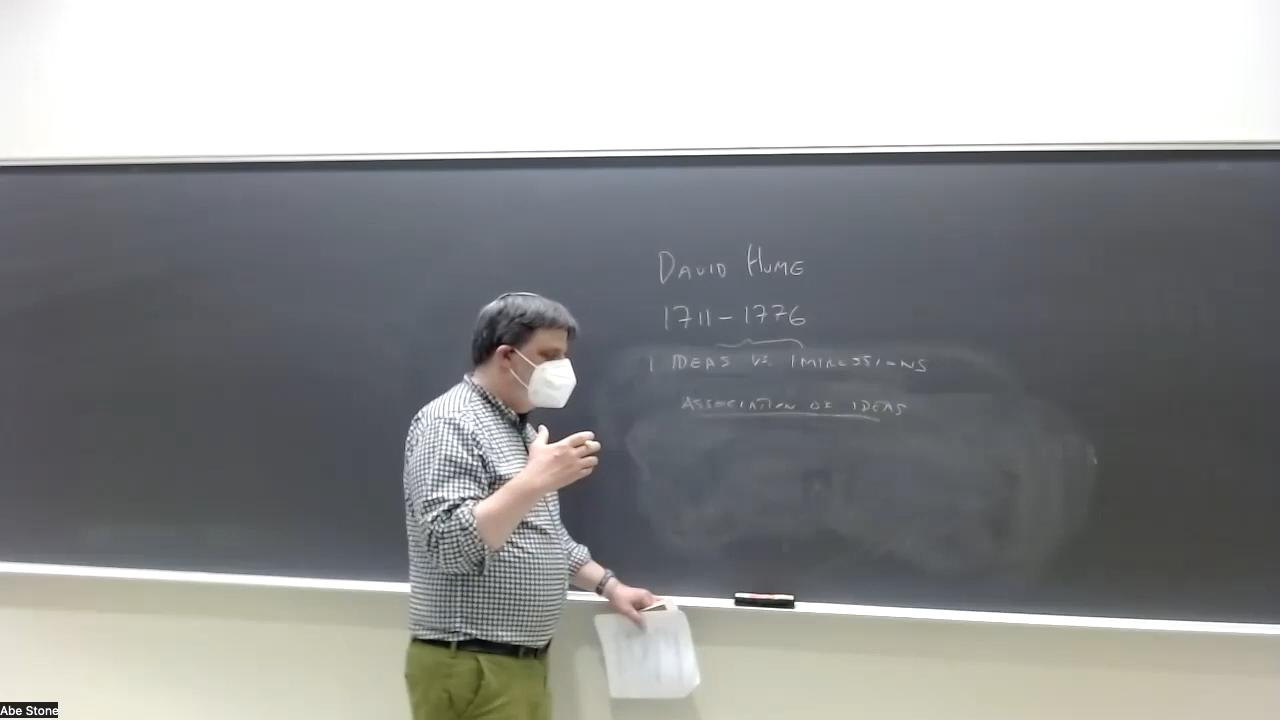 DAVID HUME
1711-1776
1 IDEAS VS. IMPRESSIONS
ASSOCIATION OF IDEAS
Abe Stone